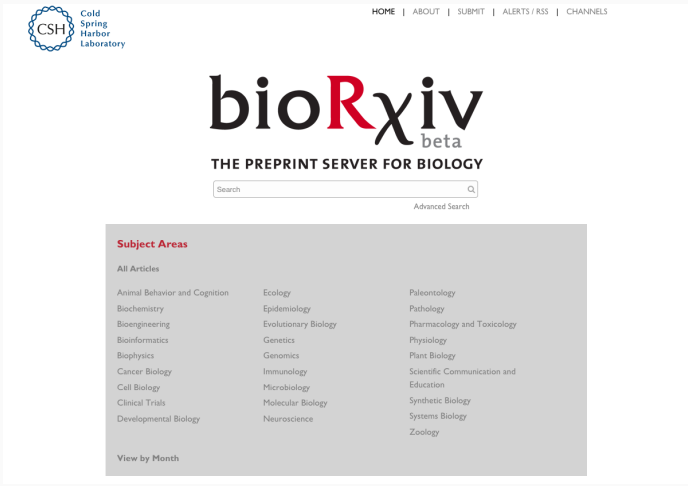 CSH
Cold
Spring
Harbor
Laboratory
HOME | ABOUT | SUBMIT | ALERTS / RSS | CHANNELS
bioRxiv
beta
THE PREPRINT SERVER FOR BIOLOGY
Search
Advanced Search
Subject Areas
All Articles
Animal Behavior and Cognition
Biochemistry
Bioengineering
Bioinformatics
Biophysics
Cancer Biology
Cell Biology
Clinical Trials
Developmental Biology
Ecology
Epidemiology
Evolutionary Biology
Genetics
Genomics
Immunology
Microbiology
Molecular Biology
Neuroscience
Paleontology
Pathology
Pharmacology and Toxicology
Physiology
Plant Biology
Scientific Communication and
Education
Synthetic Biology
Systems Biology
Zoology
View by Month